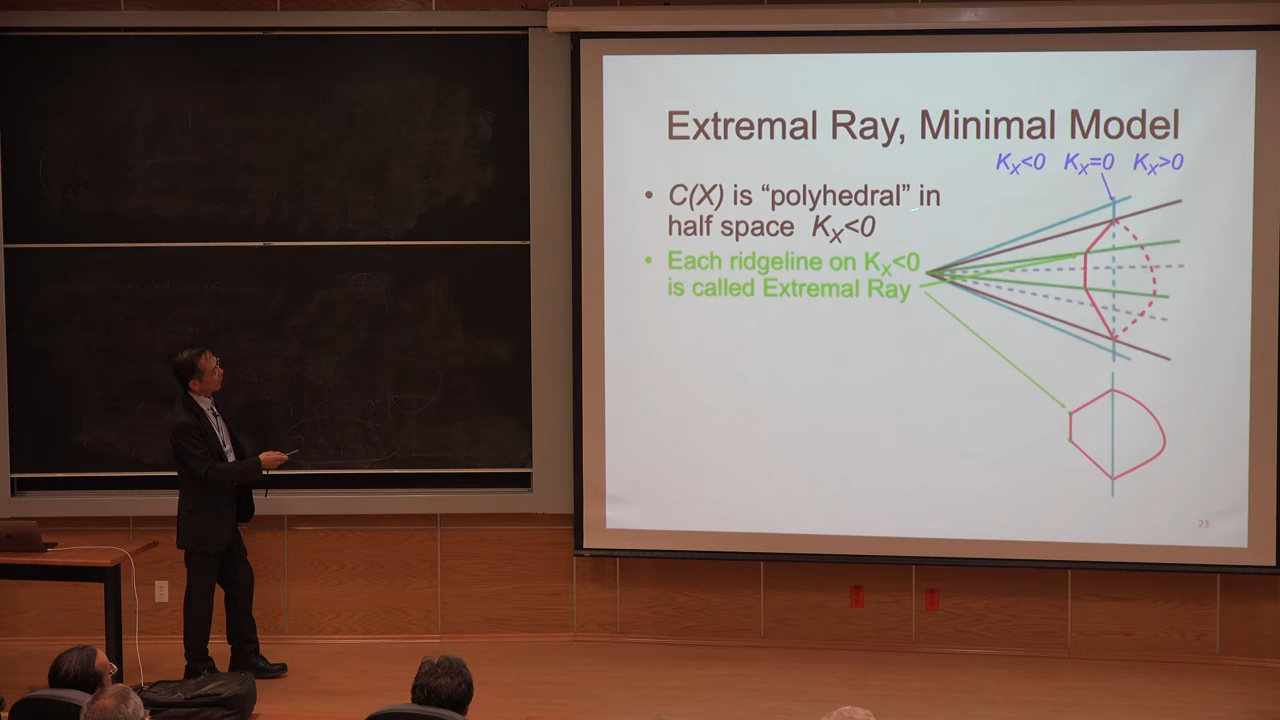 Extremal Ray, Minimal Model
K_X<0 K_X=0 K_X>0
• C(X) is “polyhedral” in
half space K_X<0
• Each ridgeline on K_X<0
is called Extremal Ray
23